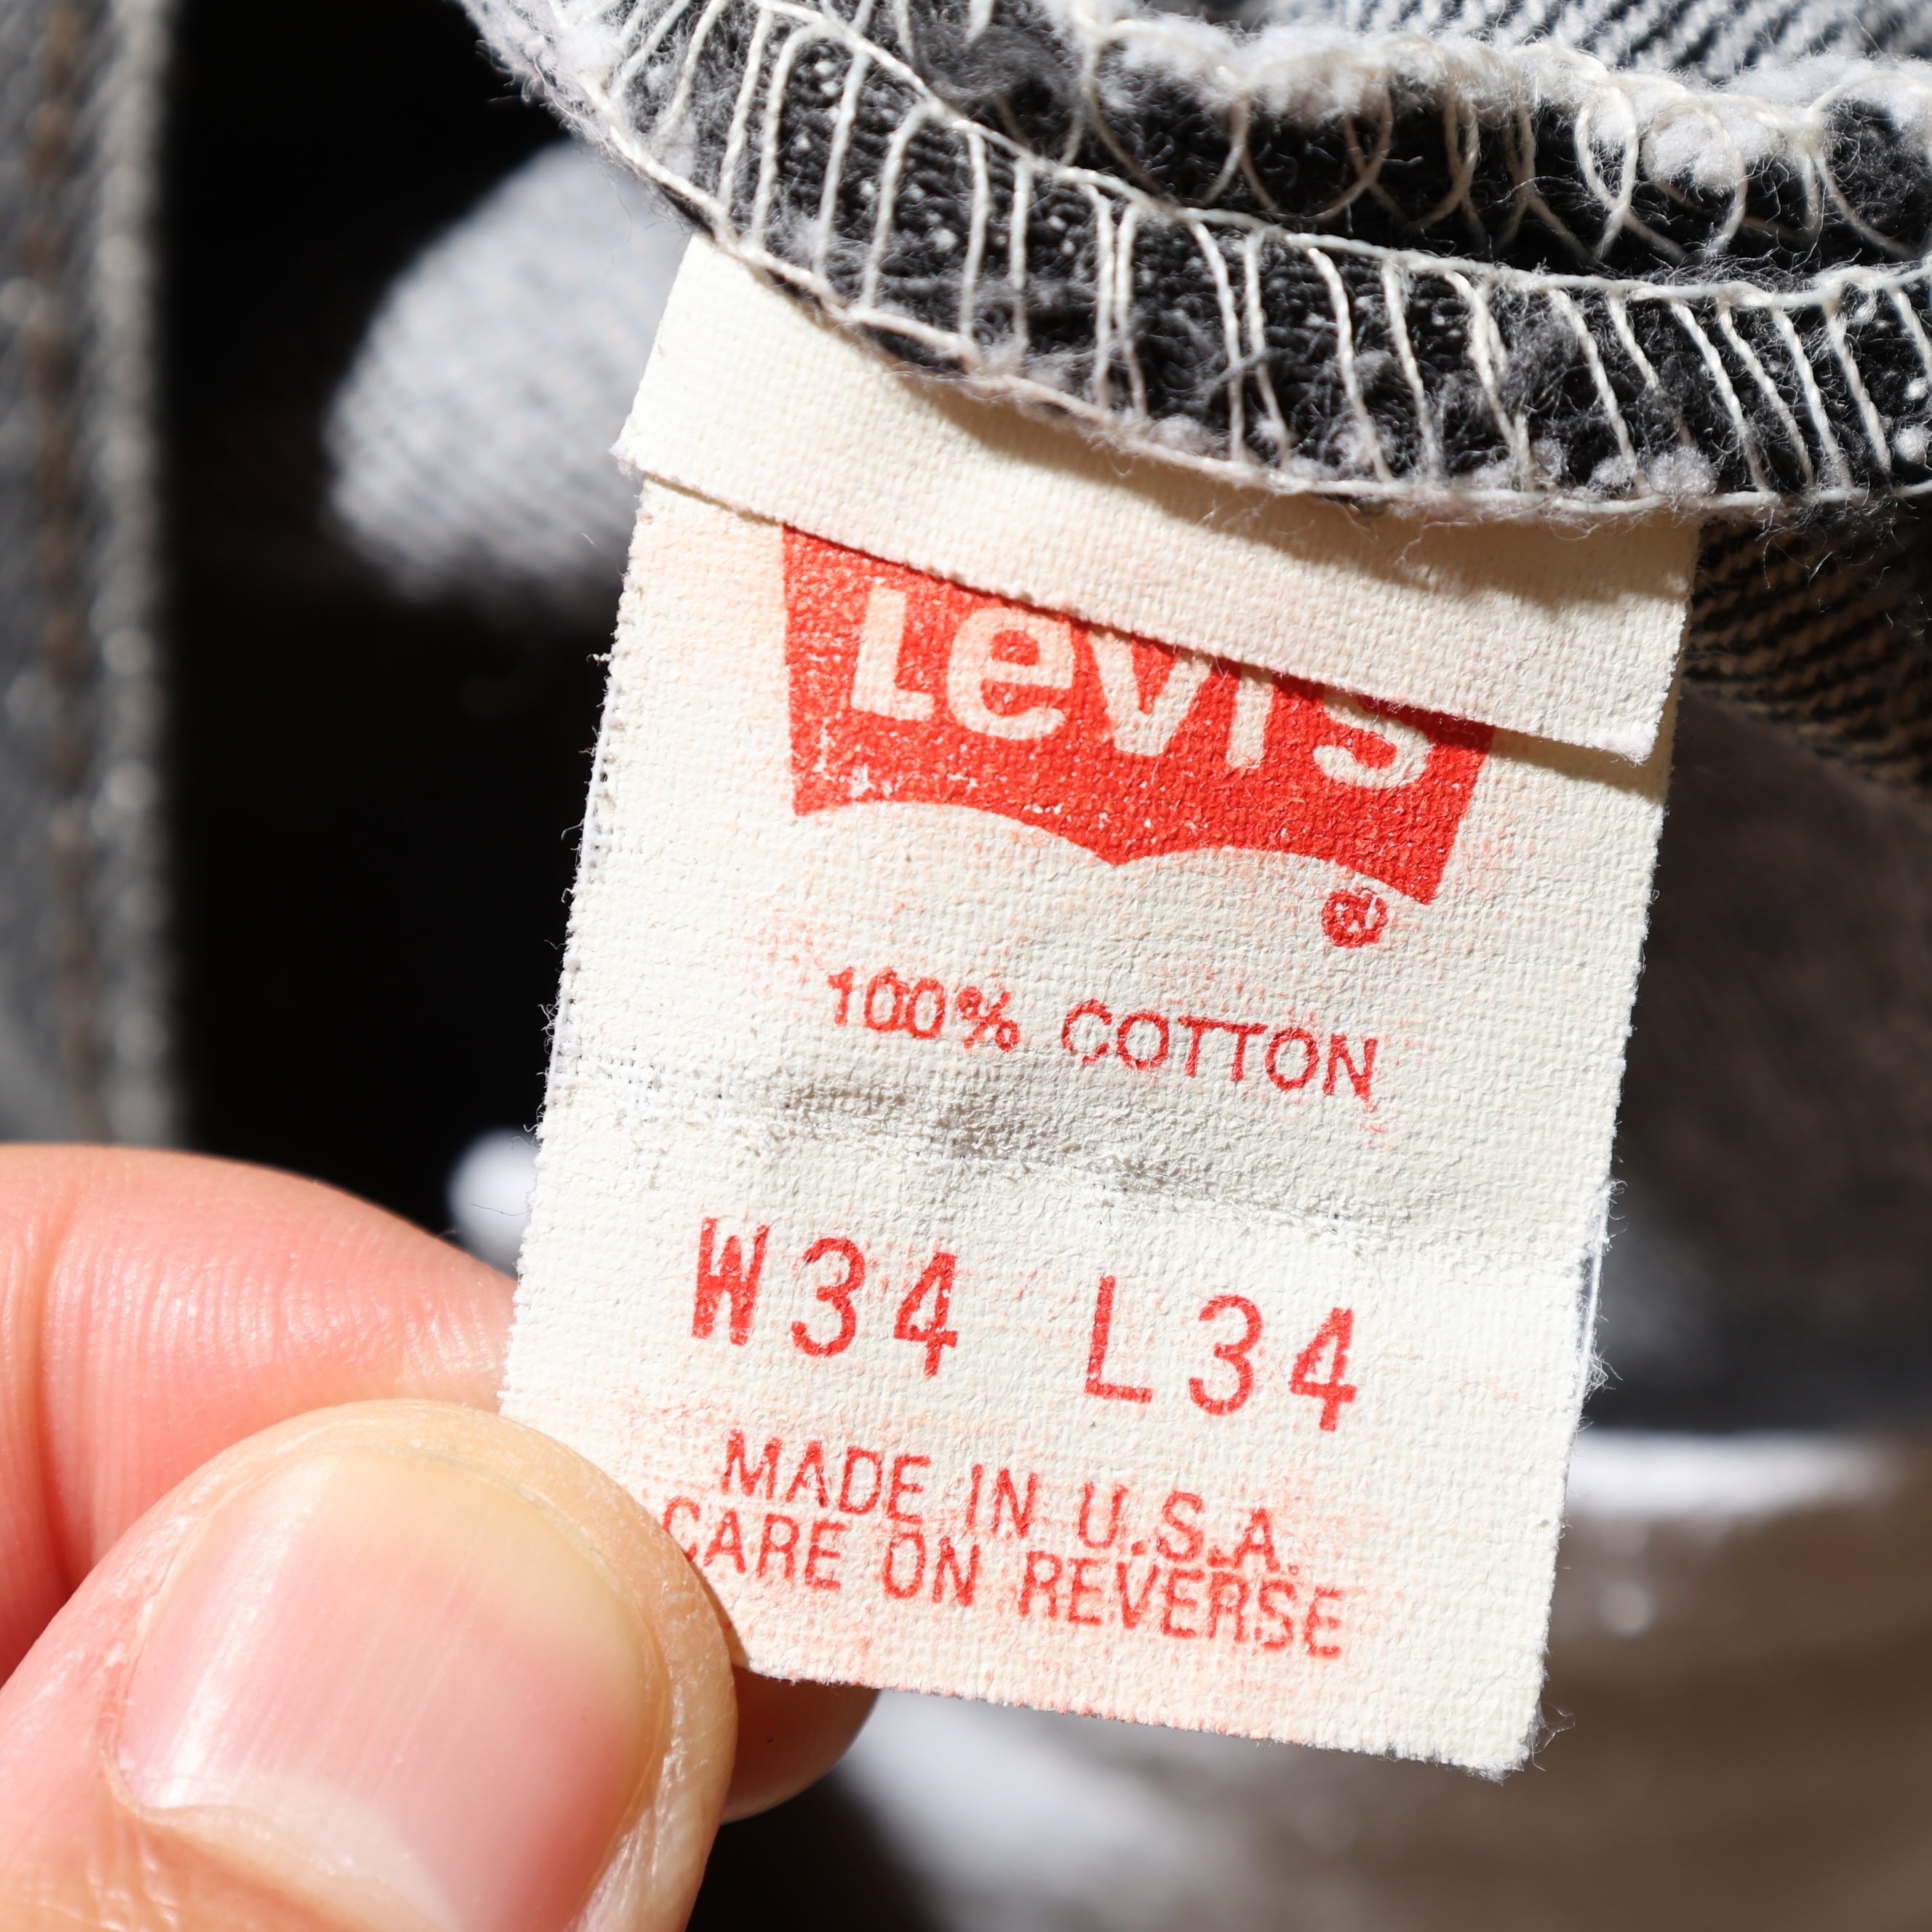 Levi's
®
100% COTTON
W34 L34
MADE IN U.S.A.
CARE ON REVERSE